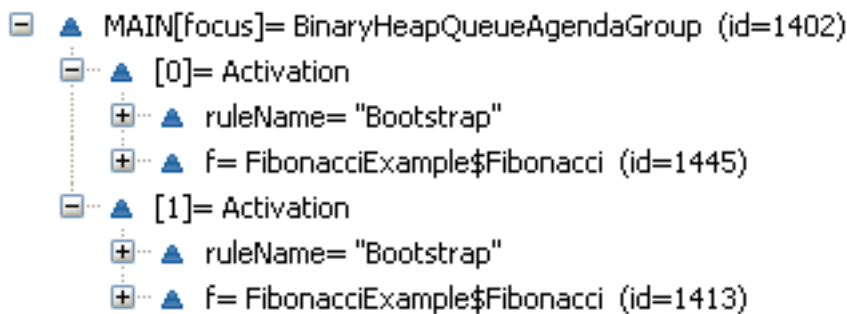 MAIN[focus]= BinaryHeapQueueAgendaGroup (id=1402)
[0]= Activation
ruleName= "Bootstrap"
f= FibonacciExample$Fibonacci (id=1445)
[1]= Activation
ruleName= "Bootstrap"
f= FibonacciExample$Fibonacci (id=1413)